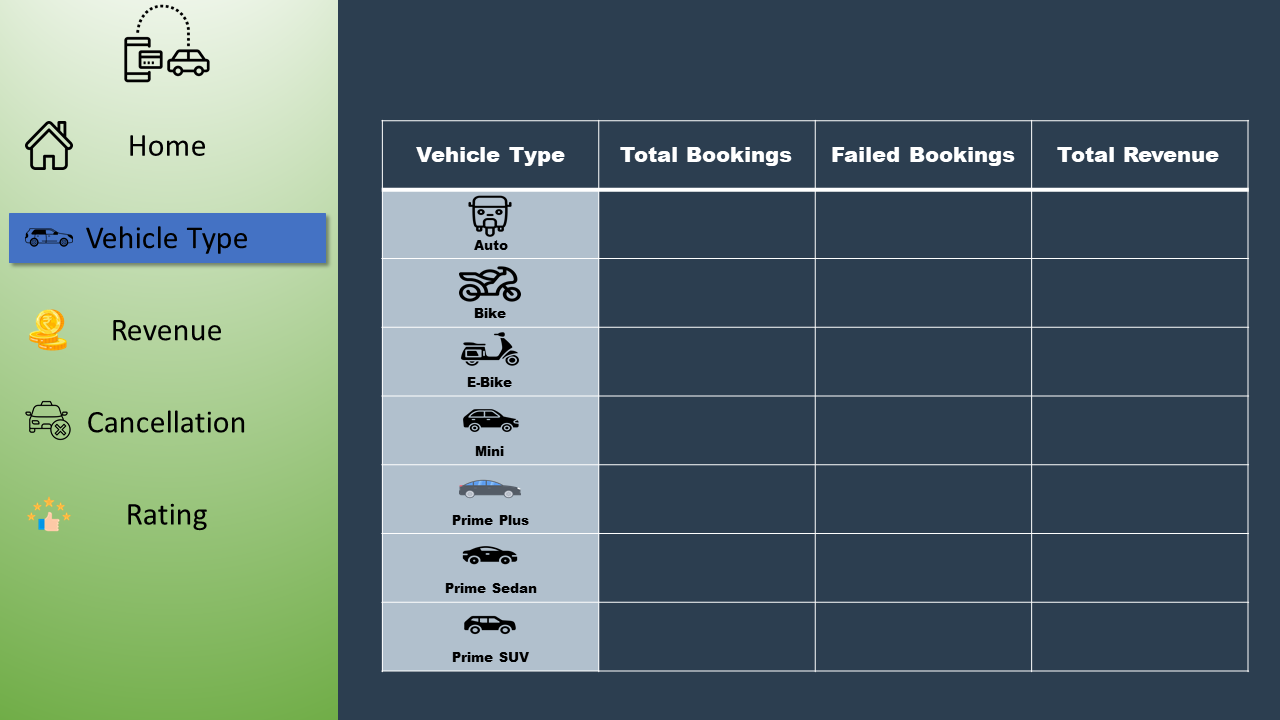 Home
Vehicle Type
Revenue
Cancellation
Rating
Vehicle Type Total Bookings Failed Bookings Total Revenue
Auto
Bike
E-Bike
Mini
Prime Plus
Prime Sedan
Prime SUV